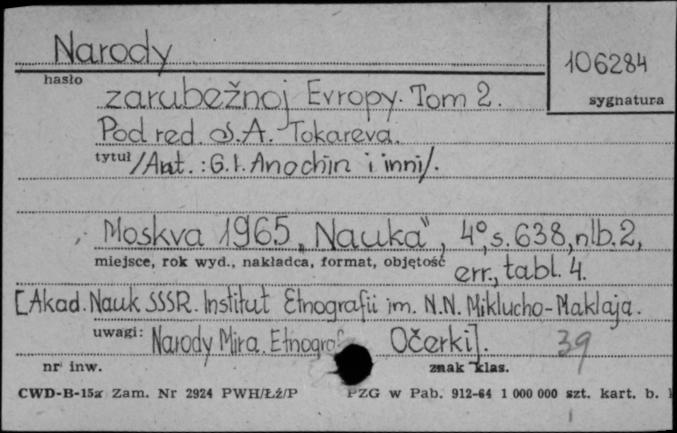 Narody
106284
hasło
sygnatura
zarubežnoj Evropy. Tom 2.
Pod red. S.A. Tokareva.
tytuł /Aut.: G.I. Anochin i inni/.
Moskva 1965 „Nauka”, 4°, s. 638, nlb. 2,
miejsce, rok wyd., nakładca, format, objętość
err., tabl. 4.
[Akad. Nauk SSSR. Institut Etnografii im. N.N. Miklucho-Maklaja.
uwagi: Narody Mira. Etnogrof Očerki].
39
nr inw.
znak klas.
CWD-B-15a Zam. Nr 2924 PWH/Łź/P PZG w Pab. 912-64 1 000 000 szt. kart. b.